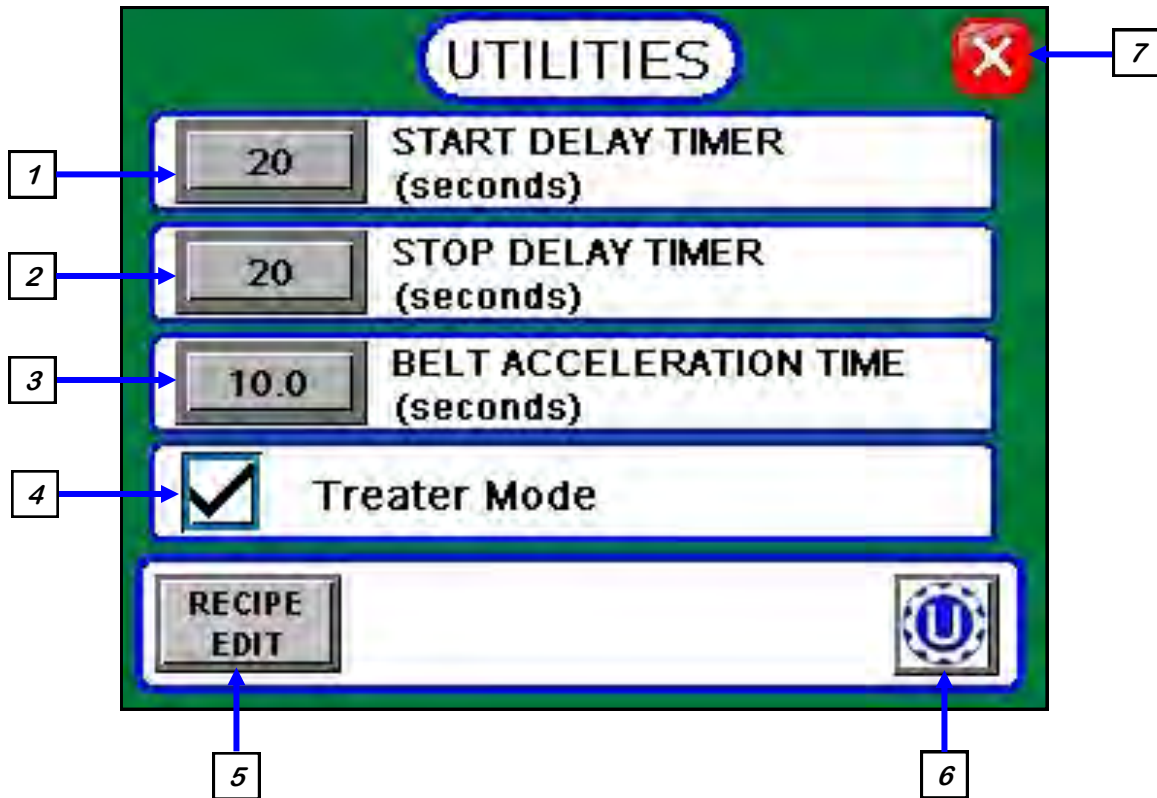 UTILITIES
7
1
20
START DELAY TIMER
(seconds)
2
20
STOP DELAY TIMER
(seconds)
3
10.0
BELT ACCELERATION TIME
(seconds)
4
Treater Mode
RECIPE
EDIT
U
5
6